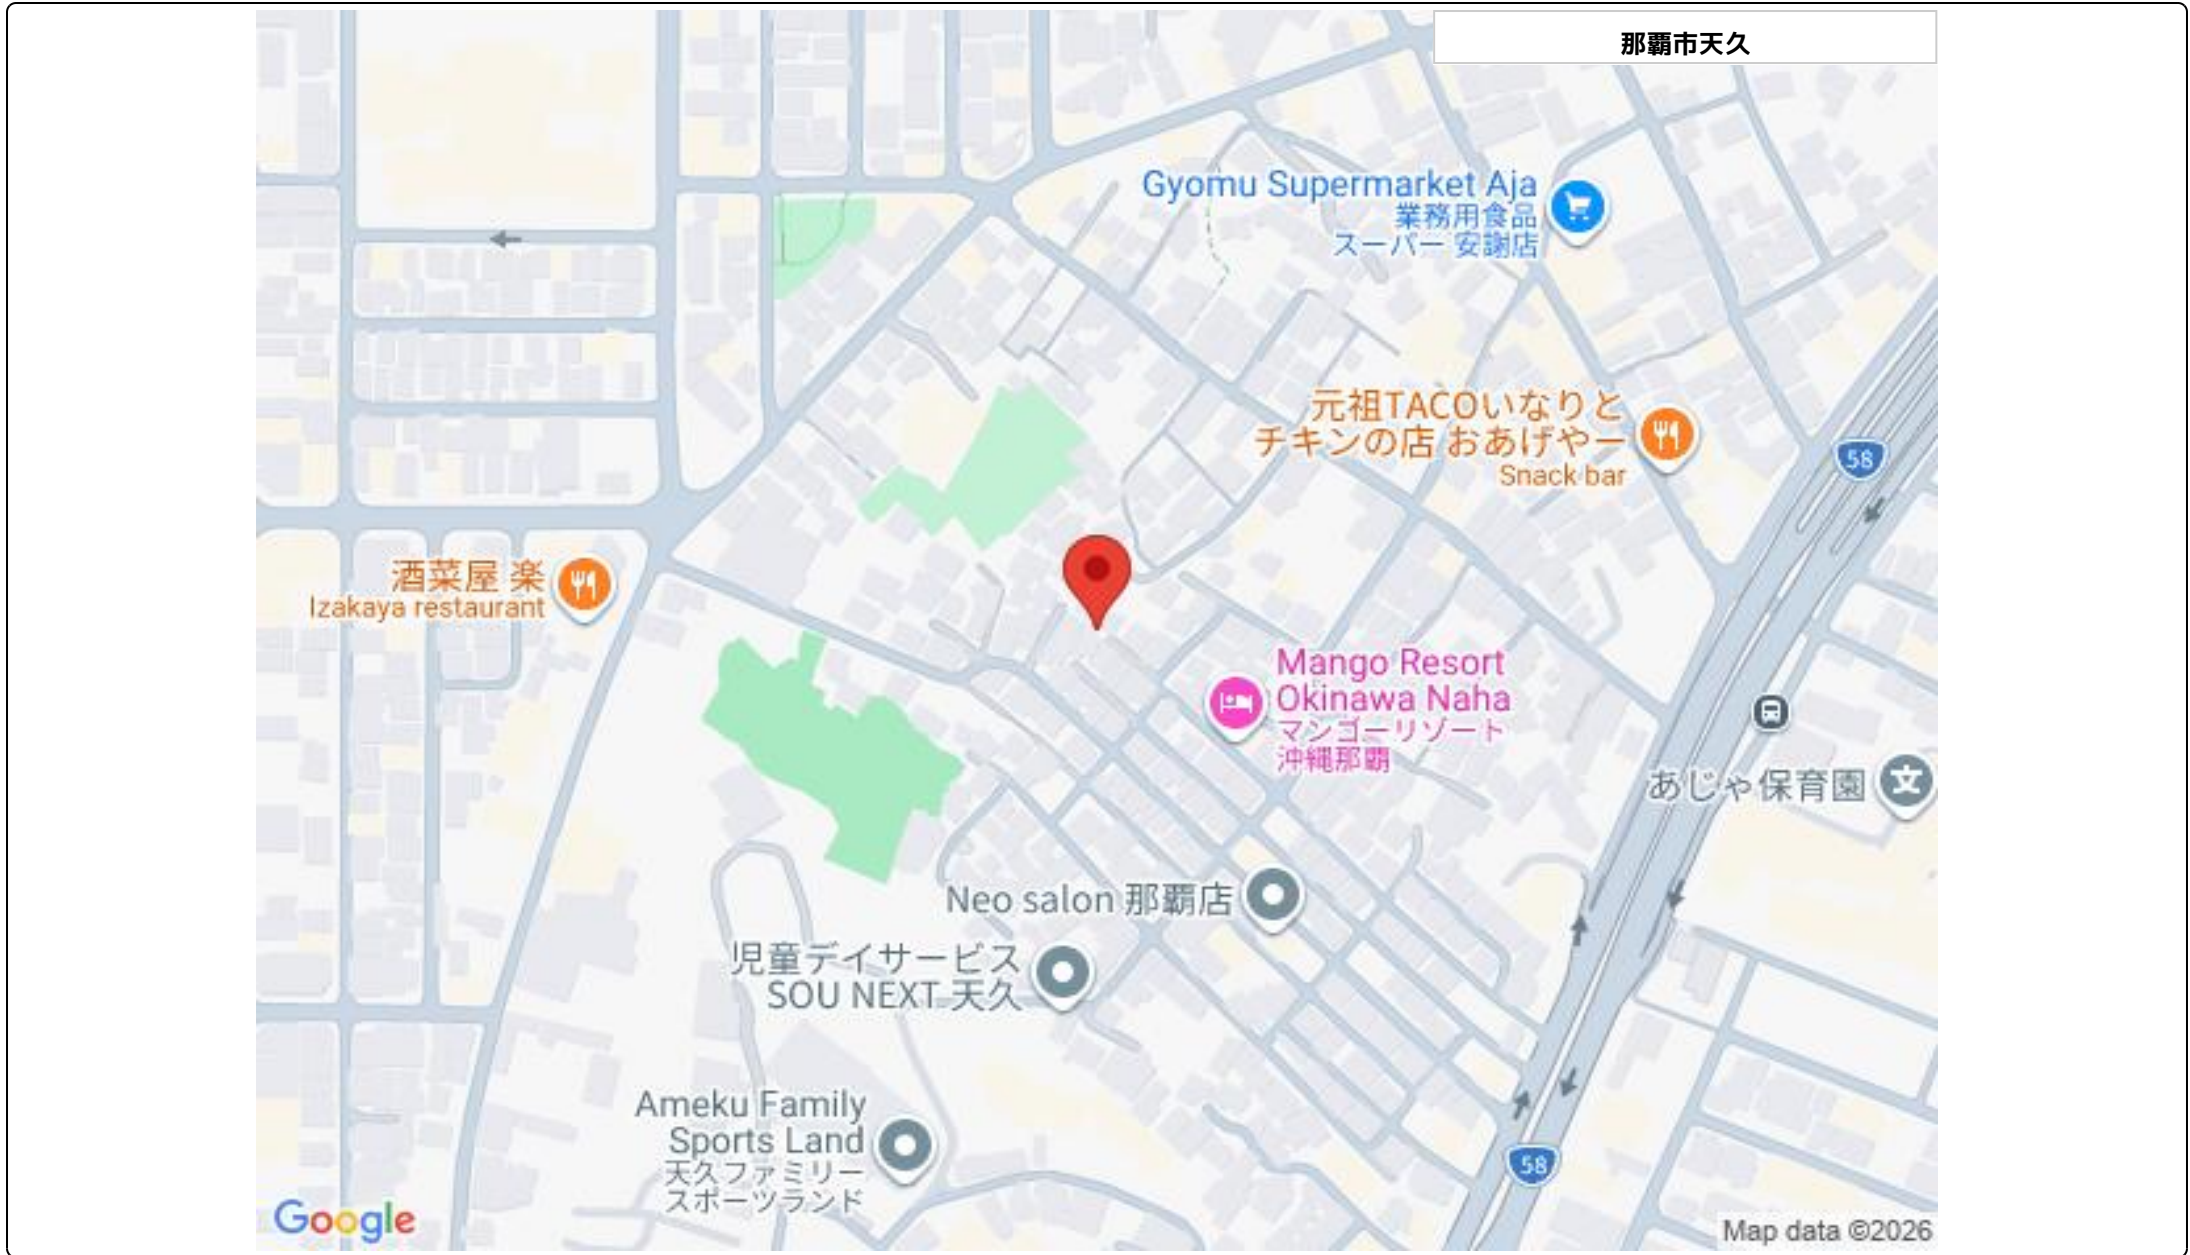 那覇市天久
Gyomu Supermarket Aja
業務用食品
スーパー 安謝店
元祖TACOいなりと
チキンの店 おあげやー
Snack bar
58
酒菜屋 楽
Izakaya restaurant
Mango Resort
Okinawa Naha
マンゴーリゾート
沖縄那覇
あじゃ保育園
文
Neo salon 那覇店
児童デイサービス
SOU NEXT 天久
Ameku Family
Sports Land
天久ファミリー
スポーツランド
58
Google
Map data ©2026